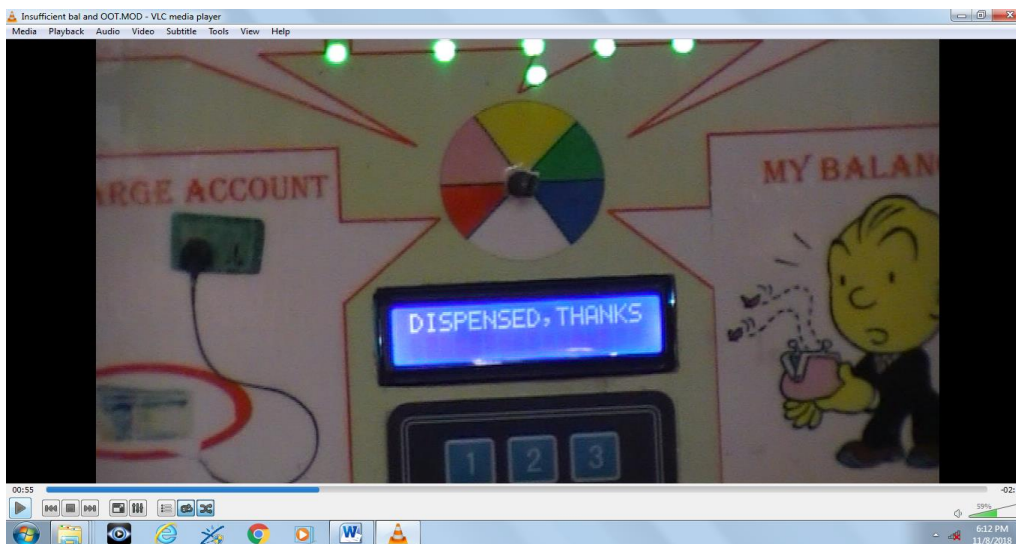 Insufficient bal and OOT.MOD - VLC media player
Media Playback Audio Video Subtitle Tools View Help
ARGE ACCOUNT
MY BALAN
DISPENSED,THANKS
1 2 3
00:55
-02:
59%
W
6:12 PM
11/8/2018